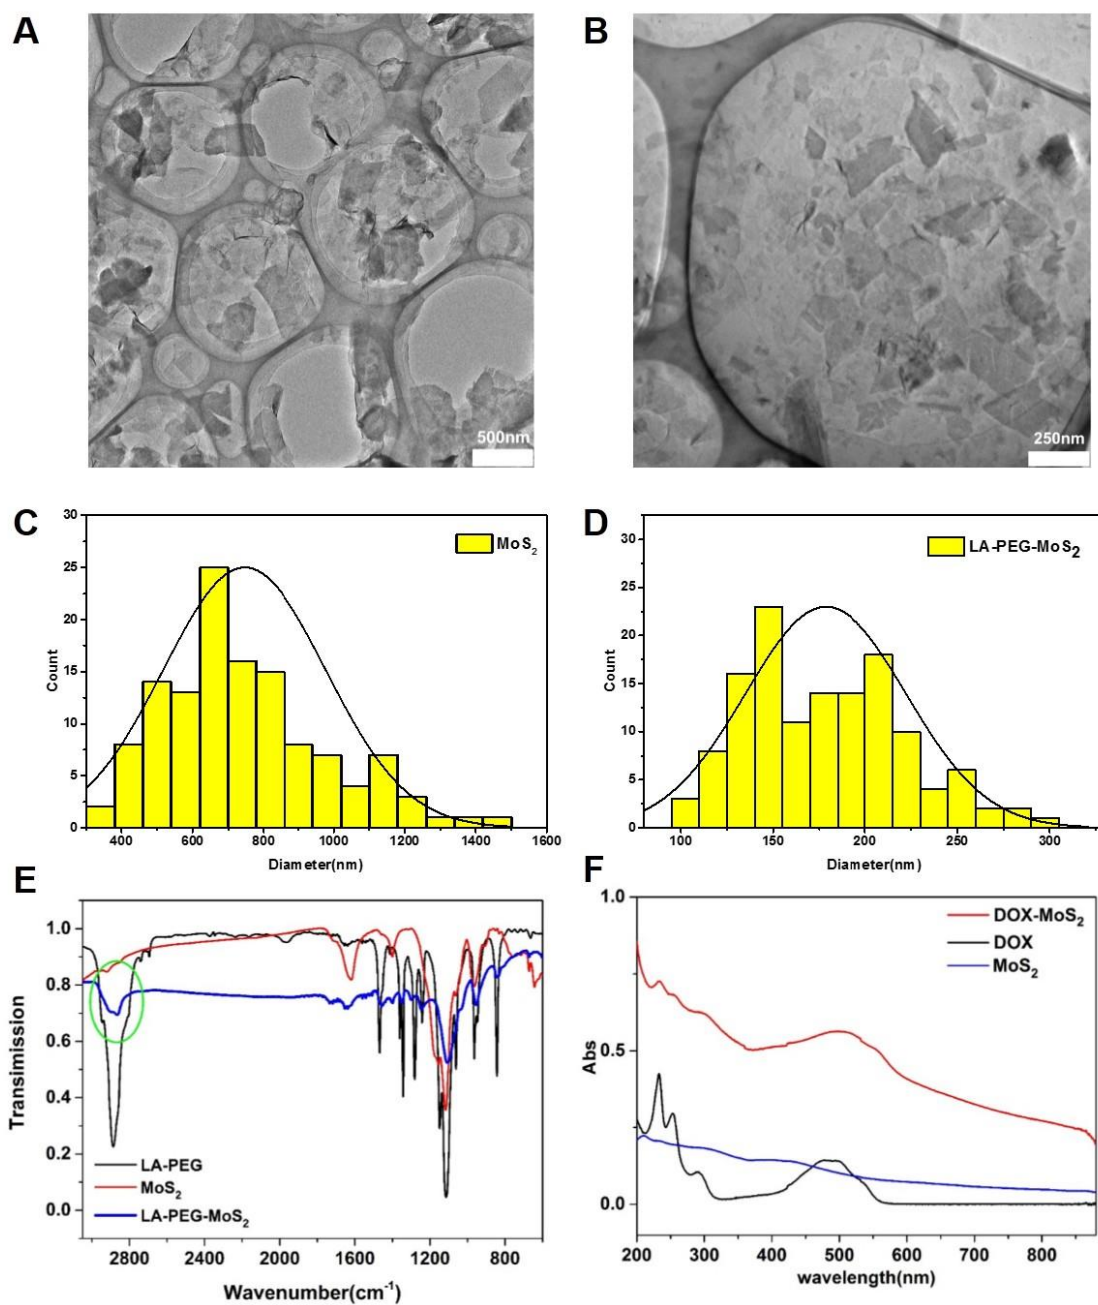 A
B
500nm
250nm
C
D
30
25
20
15
10
5
0
Count
MoS₂
400 600 800 1000 1200 1400 1600
Diameter(nm)
30
25
20
15
10
5
0
Count
LA-PEG-MoS₂
100 150 200 250 300
Diameter(nm)
E
F
1.0
0.8
0.6
0.4
0.2
0.0
Transimission
LA-PEG
MoS₂
LA-PEG-MoS₂
2800 2400 2000 1600 1200 800
Wavenumber(cm⁻¹)
1.0
0.5
0.0
Abs
DOX-MoS₂
DOX
MoS₂
200 300 400 500 600 700 800
wavelength(nm)